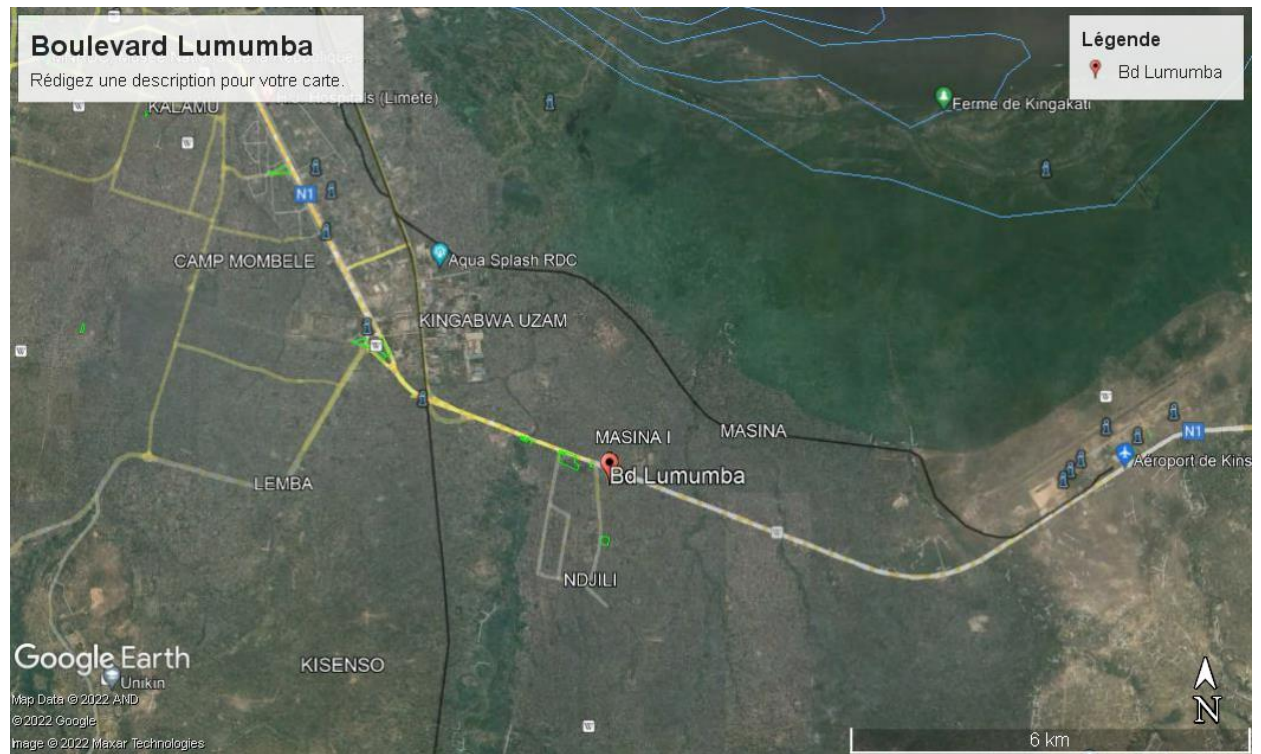 Boulevard Lumumba
Rédigez une description pour votre carte.
Légende
Bd Lumumba
Hospitals (Limete)
KALAMU
Ferme de Kingakati
N1
CAMP MOMBELE
Aqua Splash RDC
KINGABWA UZAM
MASINA I
MASINA
N1
Aéroport de Kins
Bd Lumumba
LEMBA
NDJILI
Google Earth
KISENSO
Unikin
Map Data © 2022 AND
© 2022 Google
Image © 2022 Maxar Technologies
N
6 km